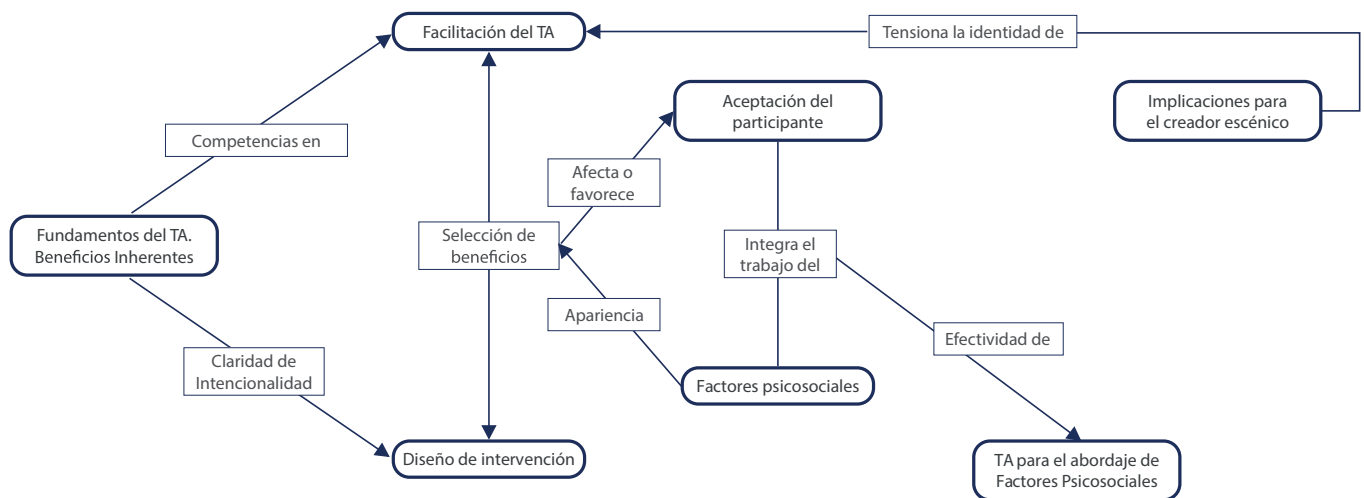 Facilitación del TA
Tensiona la identidad de
Aceptación del
participante
Implicaciones para
el creador escénico
Competencias en
Afecta o
favorece
Fundamentos del TA.
Beneficios Inherentes
Selección de
beneficios
Integra el
trabajo del
Apariencia
Efectividad de
Claridad de
Intencionalidad
Factores psicosociales
Diseño de intervención
TA para el abordaje de
Factores Psicosociales